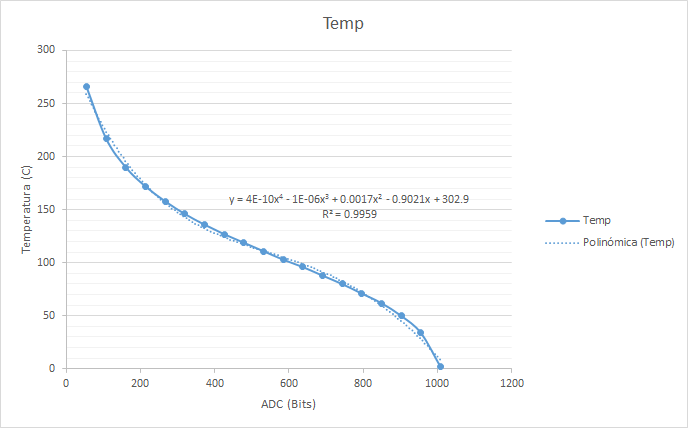 Temp
300
250
200
150
100
50
0
Temperatura (C)
y = 4E-10x⁴ - 1E-06x³ + 0.0017x² - 0.9021x + 302.9
R² = 0.9959
Temp
Polinómica (Temp)
0 200 400 600 800 1000 1200
ADC (Bits)